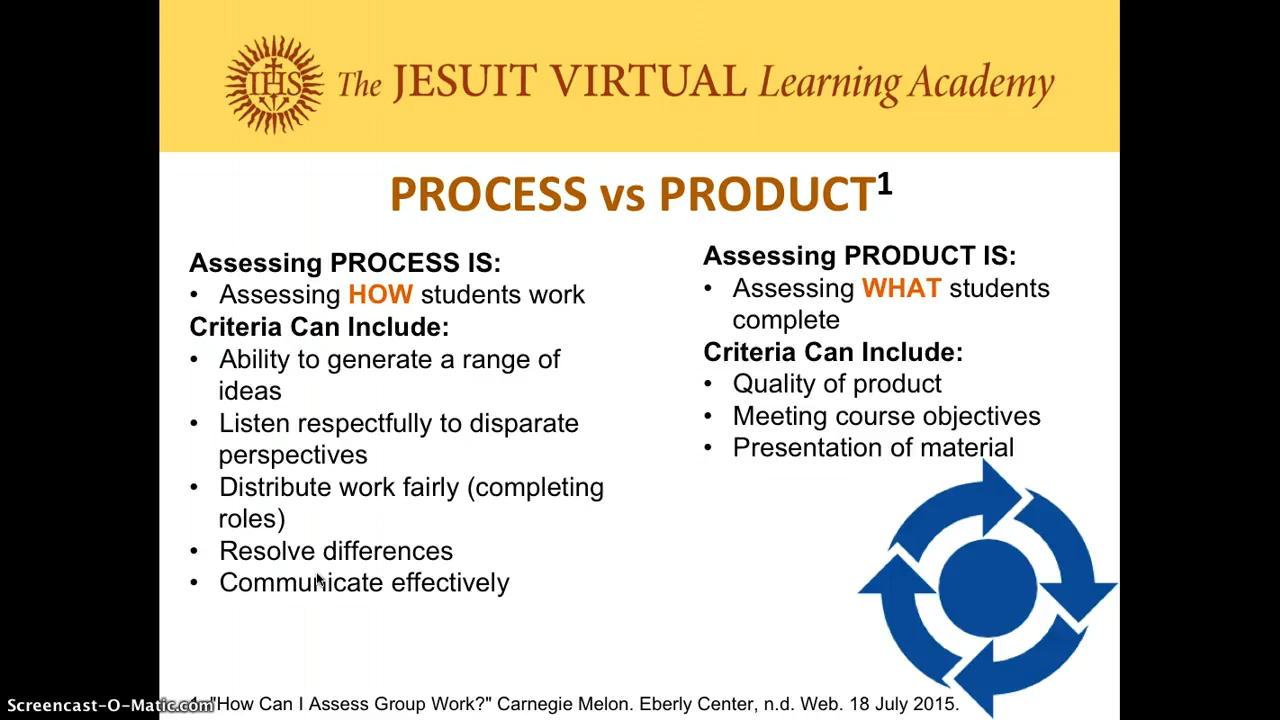 IHS The JESUIT VIRTUAL Learning Academy
PROCESS vs PRODUCT1
Assessing PROCESS IS:
• Assessing HOW students work
Criteria Can Include:
• Ability to generate a range of
ideas
• Listen respectfully to disparate
perspectives
• Distribute work fairly (completing
roles)
• Resolve differences
• Communicate effectively
Assessing PRODUCT IS:
• Assessing WHAT students
complete
Criteria Can Include:
• Quality of product
• Meeting course objectives
• Presentation of material
"How Can I Assess Group Work?" Carnegie Melon. Eberly Center, n.d. Web. 18 July 2015.
Screencast-O-Matic.com